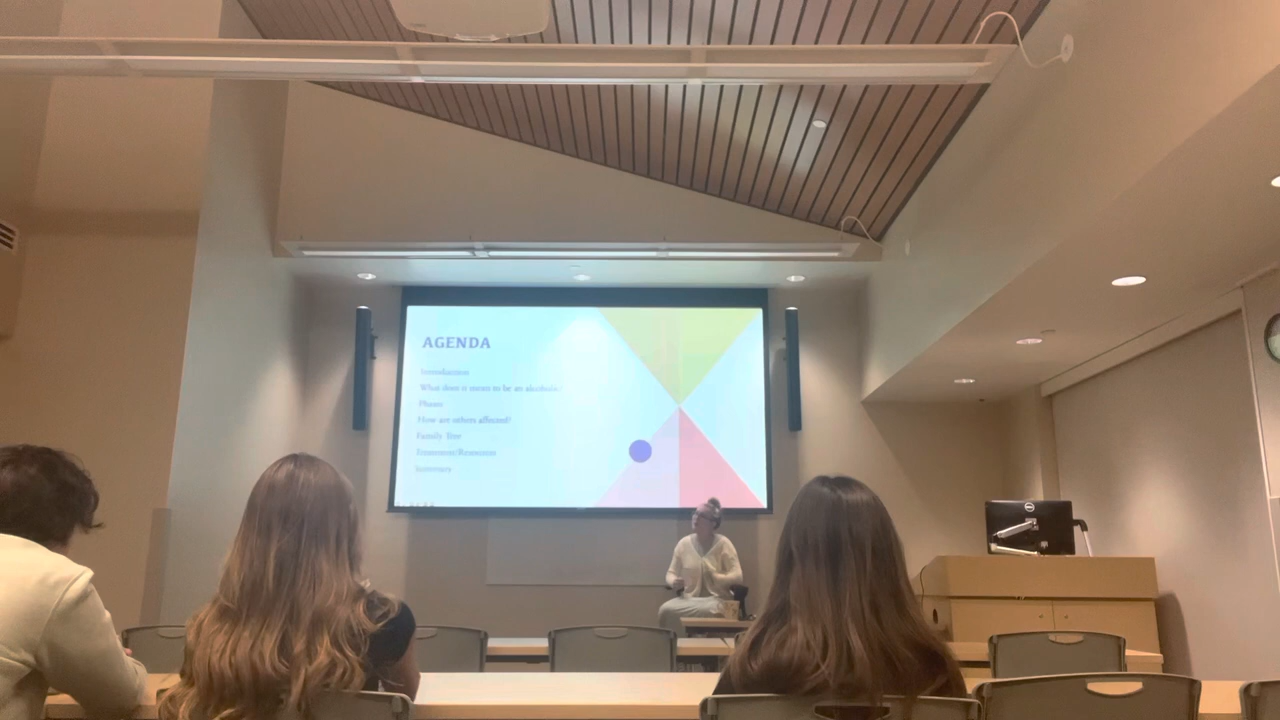 AGENDA
Introduction
What does it mean to be an alcoholic?
Phases
How are others affected?
Family Tree
Treatment/Resources
Summary
DELL